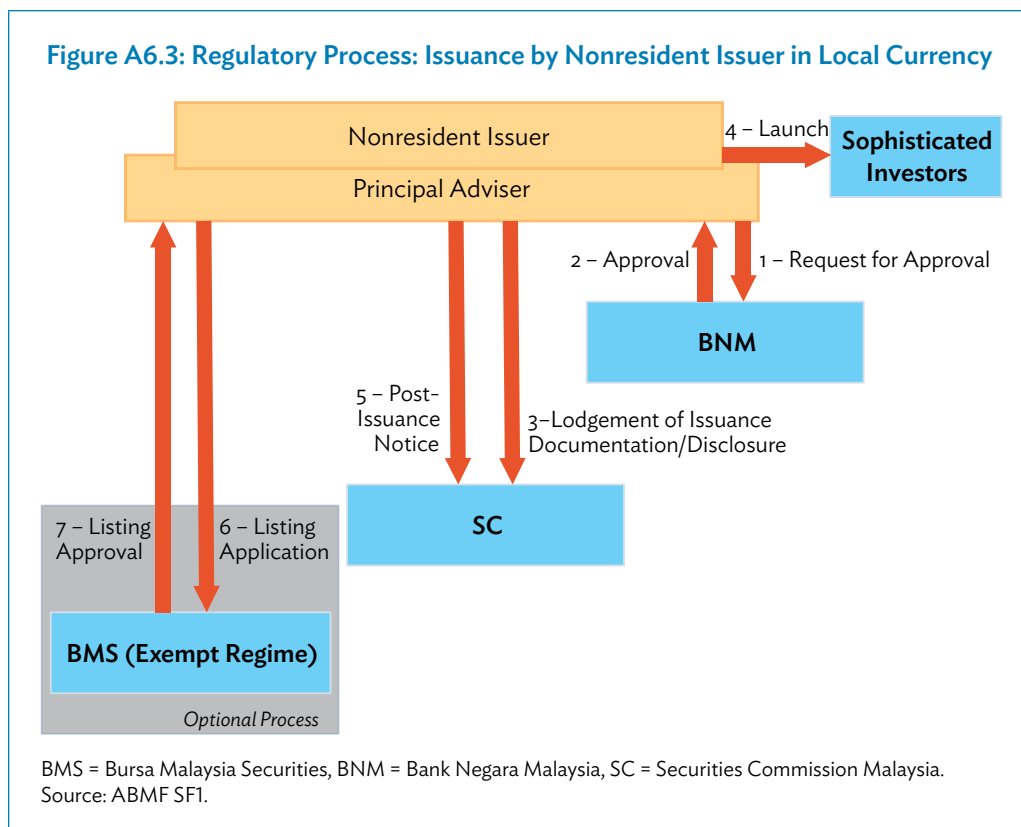 Figure A6.3: Regulatory Process: Issuance by Nonresident Issuer in Local Currency
Nonresident Issuer
4 – Launch
Sophisticated
Investors
Principal Adviser
2 – Approval
1 – Request for Approval
BNM
5 – Post-
Issuance
Notice
3–Lodgement of Issuance
Documentation/Disclosure
SC
7 – Listing
Approval
6 – Listing
Application
BMS (Exempt Regime)
Optional Process
BMS = Bursa Malaysia Securities, BNM = Bank Negara Malaysia, SC = Securities Commission Malaysia.
Source: ABMF SF1.